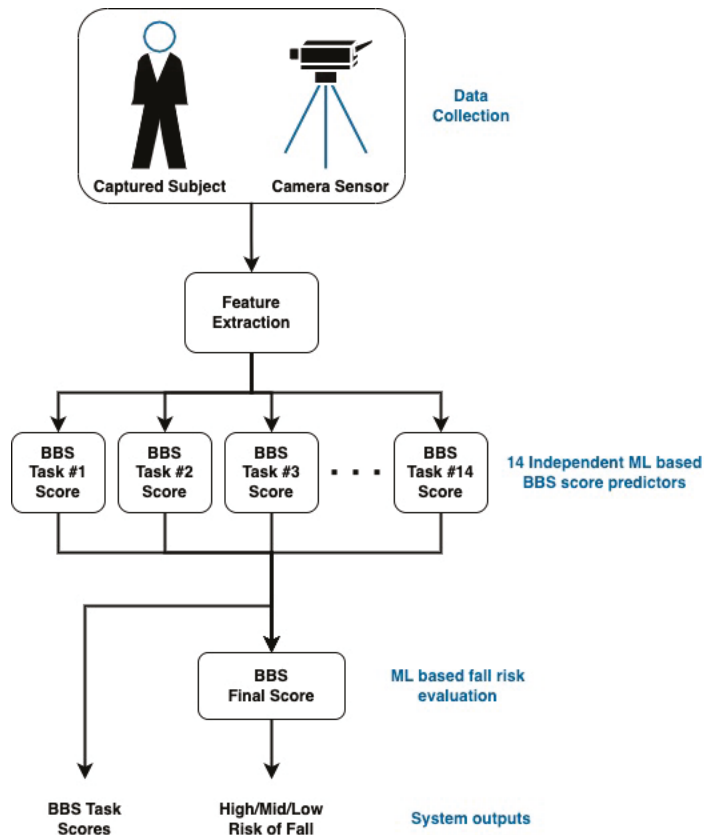 Data
Collection
Captured Subject
Camera Sensor
Feature
Extraction
BBS
Task #1
Score
BBS
Task #2
Score
BBS
Task #3
Score
. . .
BBS
Task #14
Score
14 Independent ML based
BBS score predictors
BBS
Final Score
ML based fall risk
evaluation
BBS Task
Scores
High/Mid/Low
Risk of Fall
System outputs